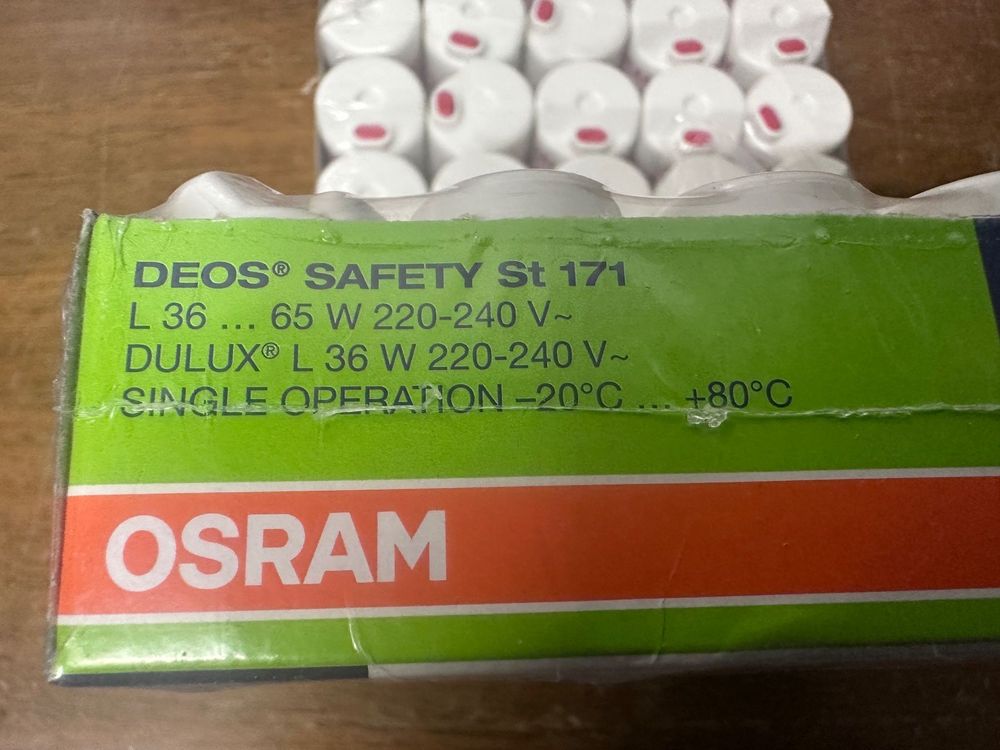 DEOS® SAFETY St 171
L 36 ... 65 W 220-240 V~
DULUX® L 36 W 220-240 V~
SINGLE OPERATION –20°C ... +80°C
OSRAM